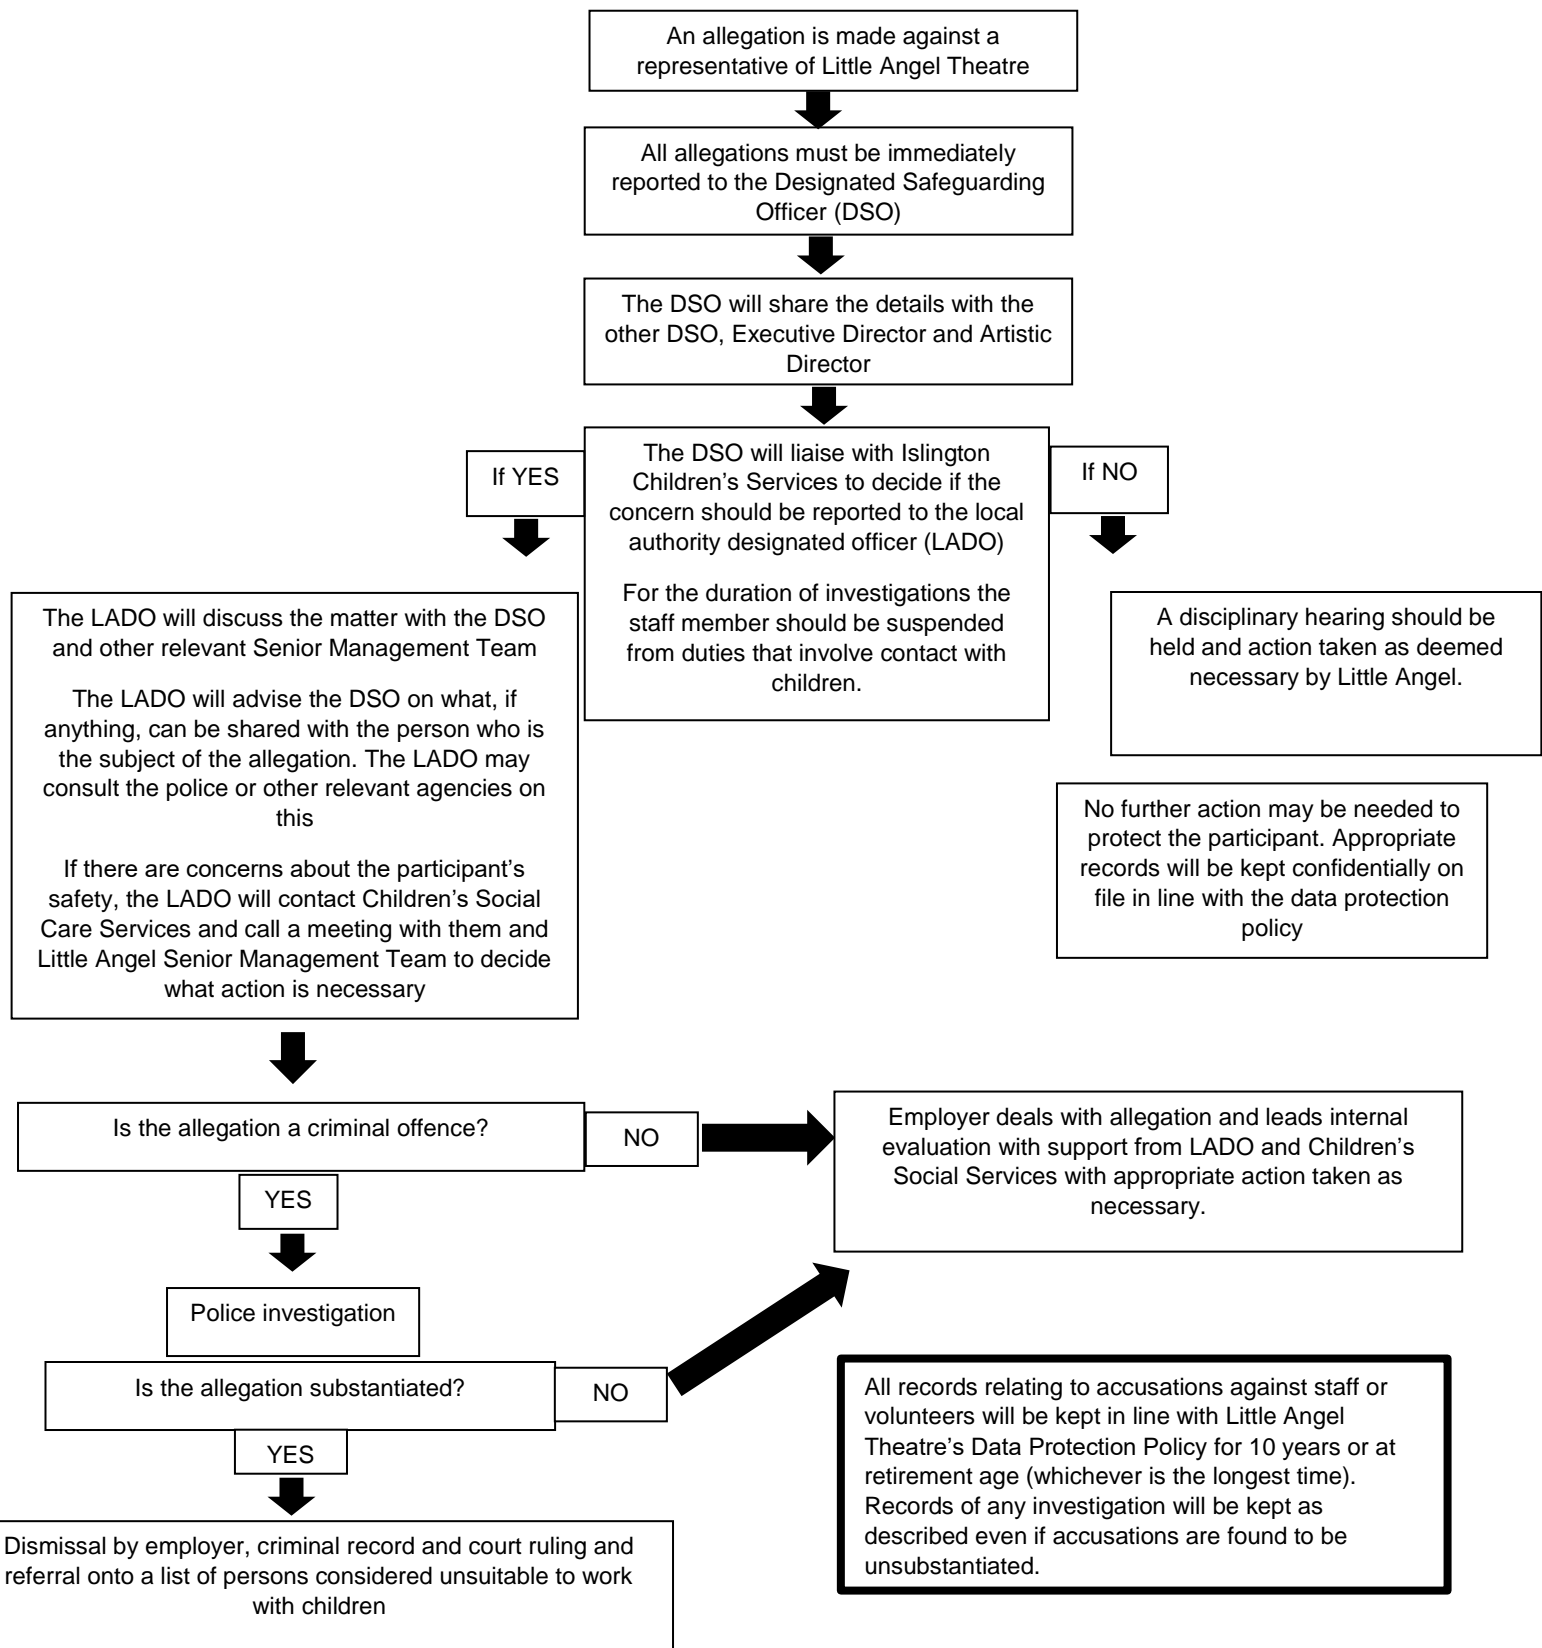 An allegation is made against a
representative of Little Angel Theatre
All allegations must be immediately
reported to the Designated Safeguarding
Officer (DSO)
The DSO will share the details with the
other DSO, Executive Director and Artistic
Director
If YES
The DSO will liaise with Islington
Children’s Services to decide if the
concern should be reported to the local
authority designated officer (LADO)
For the duration of investigations the
staff member should be suspended
from duties that involve contact with
children.
If NO
The LADO will discuss the matter with the DSO
and other relevant Senior Management Team
The LADO will advise the DSO on what, if
anything, can be shared with the person who is
the subject of the allegation. The LADO may
consult the police or other relevant agencies on
this
If there are concerns about the participant’s
safety, the LADO will contact Children’s Social
Care Services and call a meeting with them and
Little Angel Senior Management Team to decide
what action is necessary
A disciplinary hearing should be
held and action taken as deemed
necessary by Little Angel.
No further action may be needed to
protect the participant. Appropriate
records will be kept confidentially on
file in line with the data protection
policy
Is the allegation a criminal offence?
NO
YES
Employer deals with allegation and leads internal
evaluation with support from LADO and Children’s
Social Services with appropriate action taken as
necessary.
Police investigation
Is the allegation substantiated?
NO
YES
Dismissal by employer, criminal record and court ruling and
referral onto a list of persons considered unsuitable to work
with children
All records relating to accusations against staff or
volunteers will be kept in line with Little Angel
Theatre’s Data Protection Policy for 10 years or at
retirement age (whichever is the longest time).
Records of any investigation will be kept as
described even if accusations are found to be
unsubstantiated.